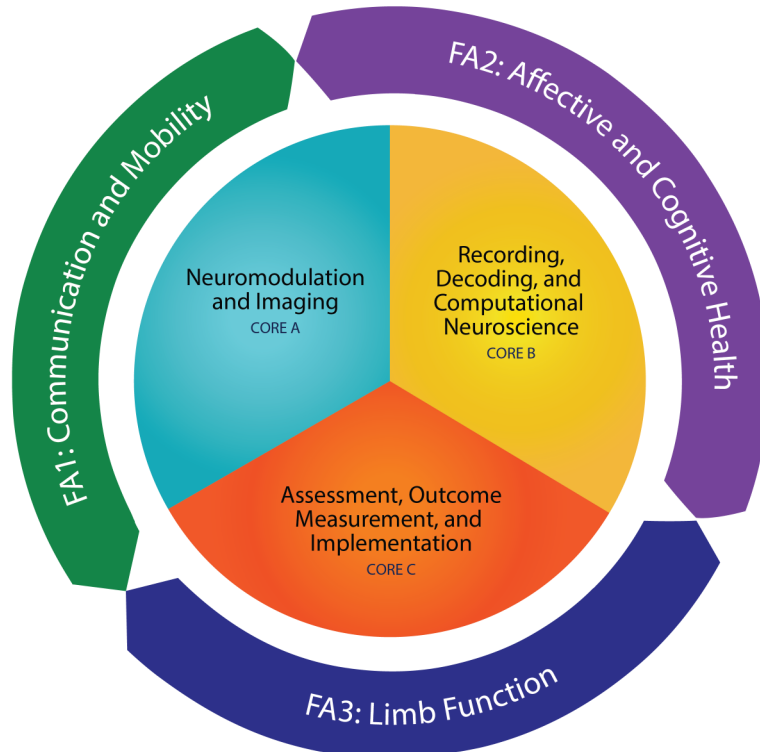 FA1: Communication and Mobility
FA2: Affective and Cognitive Health
Neuromodulation
and Imaging
CORE A
Recording,
Decoding, and
Computational
Neuroscience
CORE B
Assessment, Outcome
Measurement, and
Implementation
CORE C
FA3: Limb Function